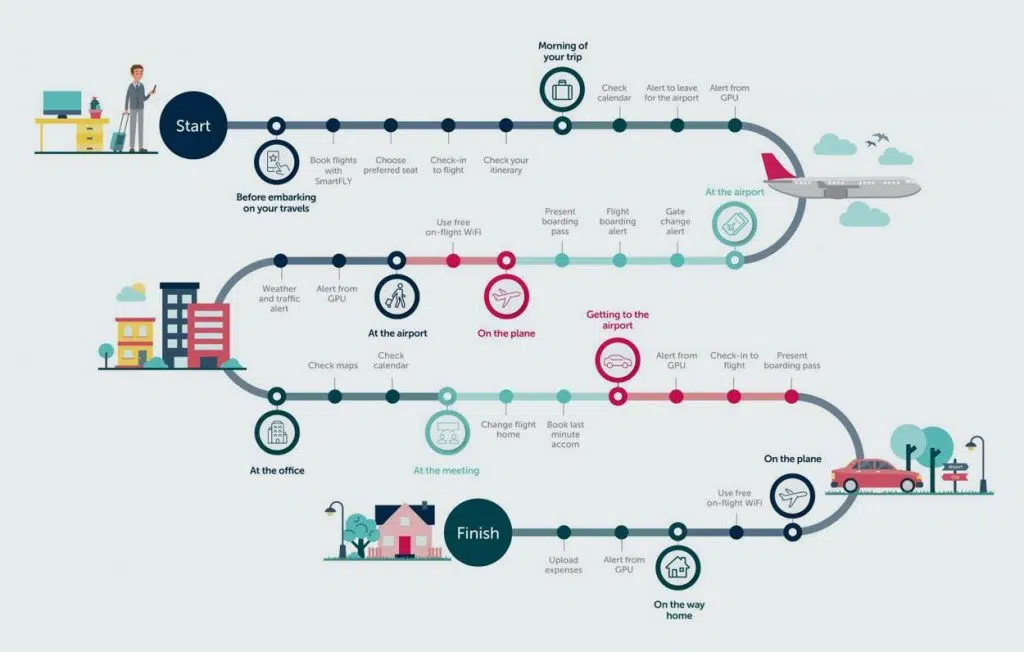 Start
Before embarking
on your travels
Book flights
with
SmartFLY
Choose
preferred seat
Check-in
to flight
Check your
itinerary
Morning of
your trip
Check
calendar
Alert to leave
for the airport
Alert from
GPU
At the airport
Gate
change
alert
Flight
boarding
alert
Present
boarding
pass
On the plane
Use free
on-flight WiFi
At the airport
Alert from
GPU
Weather
and traffic
alert
At the office
Check maps
Check
calendar
At the meeting
Change flight
home
Book last
minute
accom
Getting to the
airport
Alert from
GPU
Check-in to
flight
Present
boarding pass
Airport
On the plane
Use free
on-flight WiFi
On the way
home
Alert from
GPU
Upload
expenses
Finish